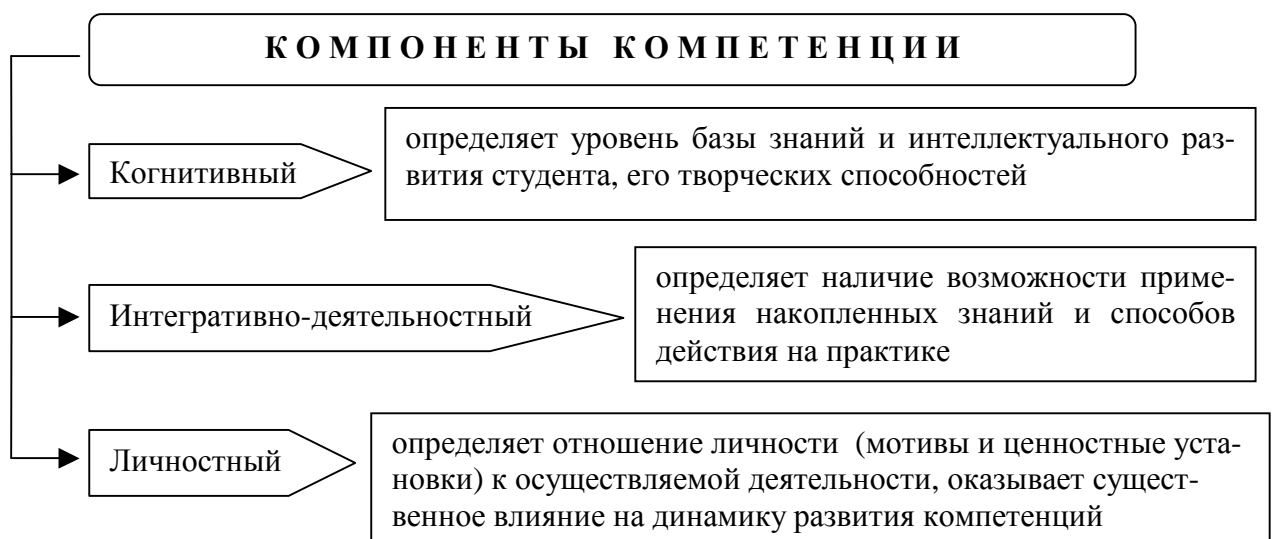 КОМПОНЕНТЫ КОМПЕТЕНЦИИ
Когнитивный
определяет уровень базы знаний и интеллектуального раз-
вития студента, его творческих способностей
Интегративно-деятельностный
определяет наличие возможности приме-
нения накопленных знаний и способов
действия на практике
Личностный
определяет отношение личности (мотивы и ценностные уста-
новки) к осуществляемой деятельности, оказывает сущест-
венное влияние на динамику развития компетенций